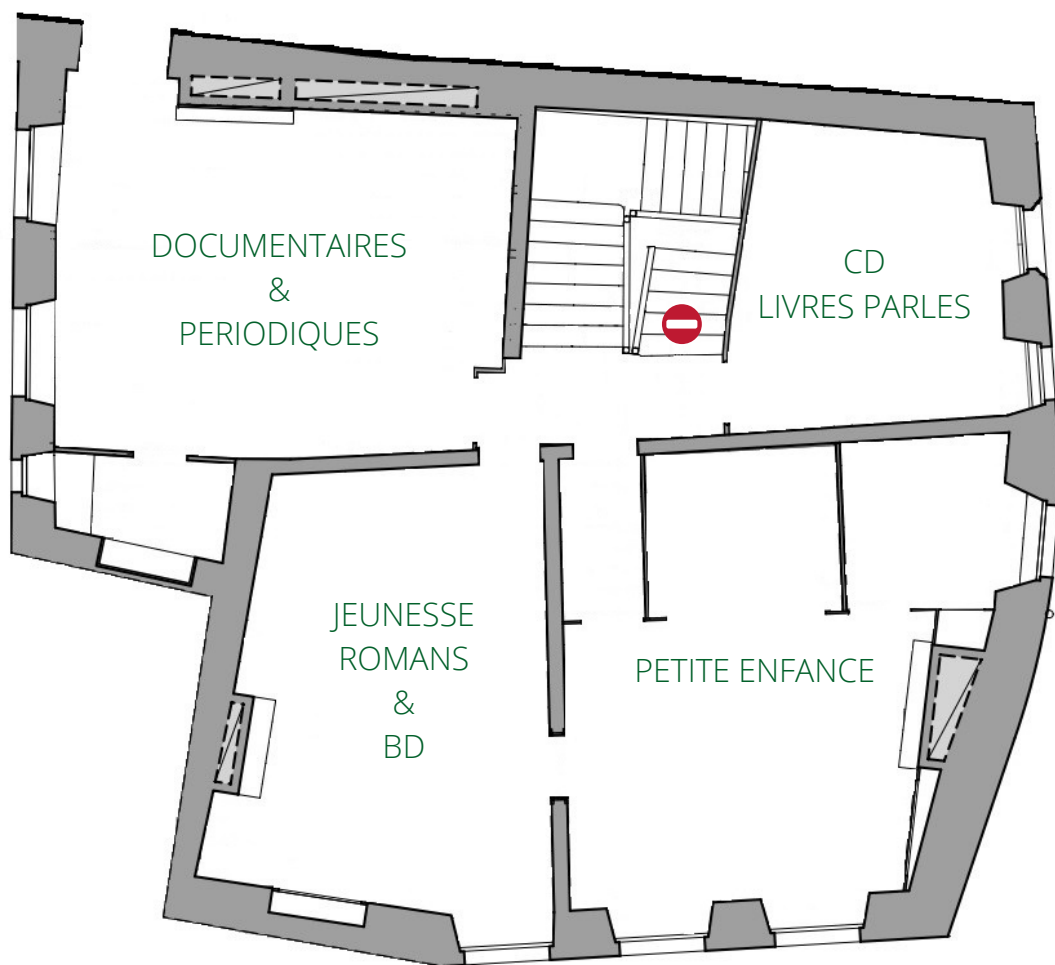 DOCUMENTAIRES
&
PERIODIQUES
CD
LIVRES PARLES
JEUNESSE
ROMANS
&
BD
PETITE ENFANCE